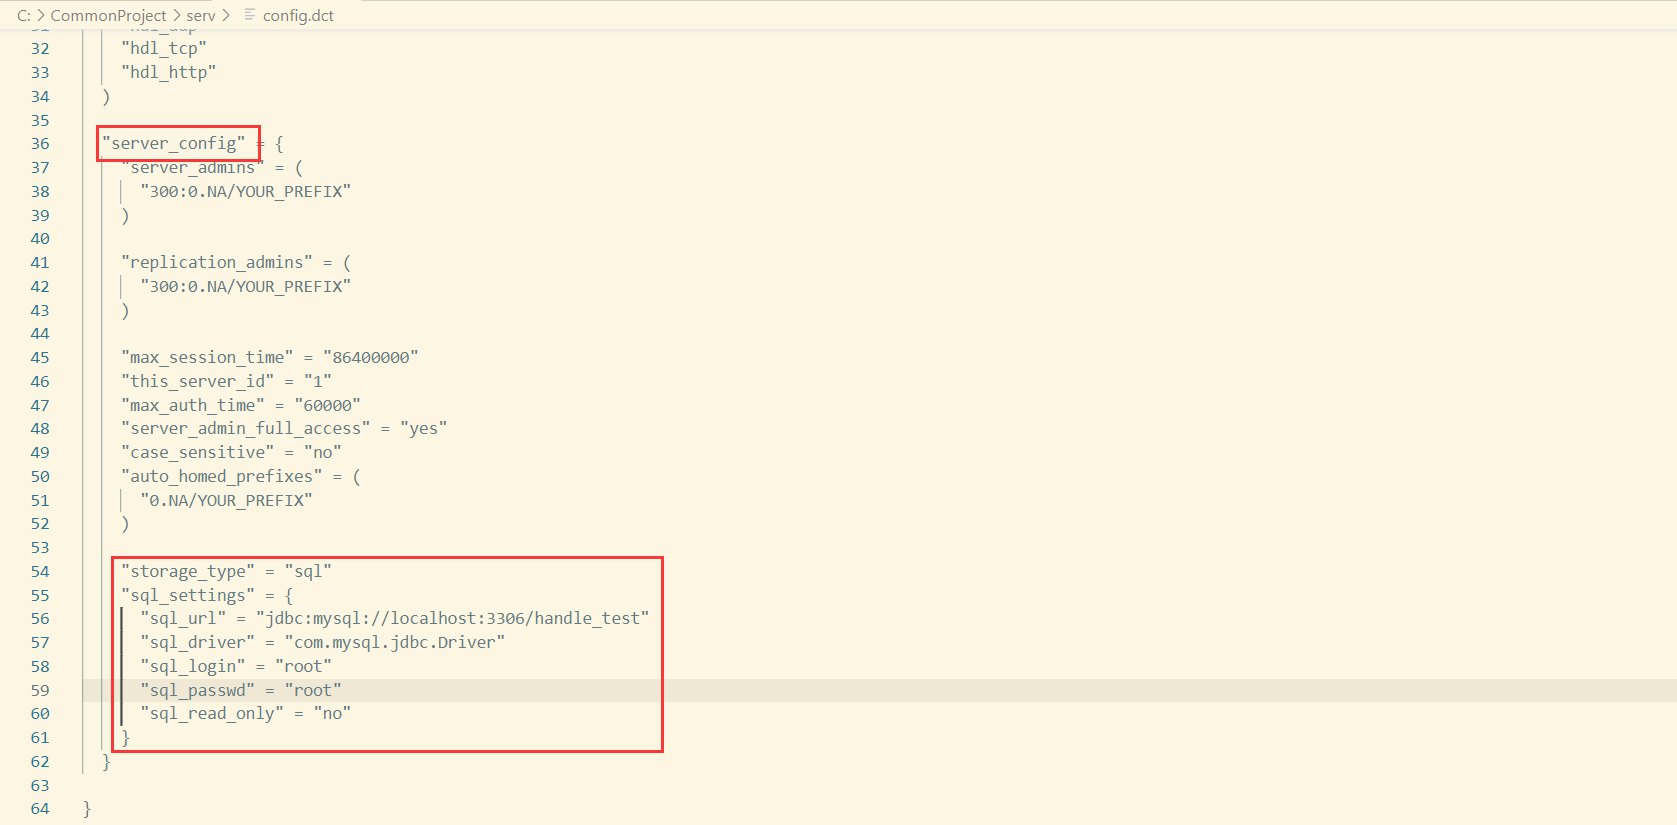 C: > CommonProject > serv > config.dct
32 "hdl_tcp"
33 "hdl_http"
34 )
35
36 "server_config" = {
37 "server_admins" = (
38 "300:0.NA/YOUR_PREFIX"
39 )
40
41 "replication_admins" = (
42 "300:0.NA/YOUR_PREFIX"
43 )
44
45 "max_session_time" = "86400000"
46 "this_server_id" = "1"
47 "max_auth_time" = "60000"
48 "server_admin_full_access" = "yes"
49 "case_sensitive" = "no"
50 "auto_homed_prefixes" = (
51 "0.NA/YOUR_PREFIX"
52 )
53
54 "storage_type" = "sql"
55 "sql_settings" = {
56 "sql_url" = "jdbc:mysql://localhost:3306/handle_test"
57 "sql_driver" = "com.mysql.jdbc.Driver"
58 "sql_login" = "root"
59 "sql_passwd" = "root"
60 "sql_read_only" = "no"
61 }
62 }
63
64 }